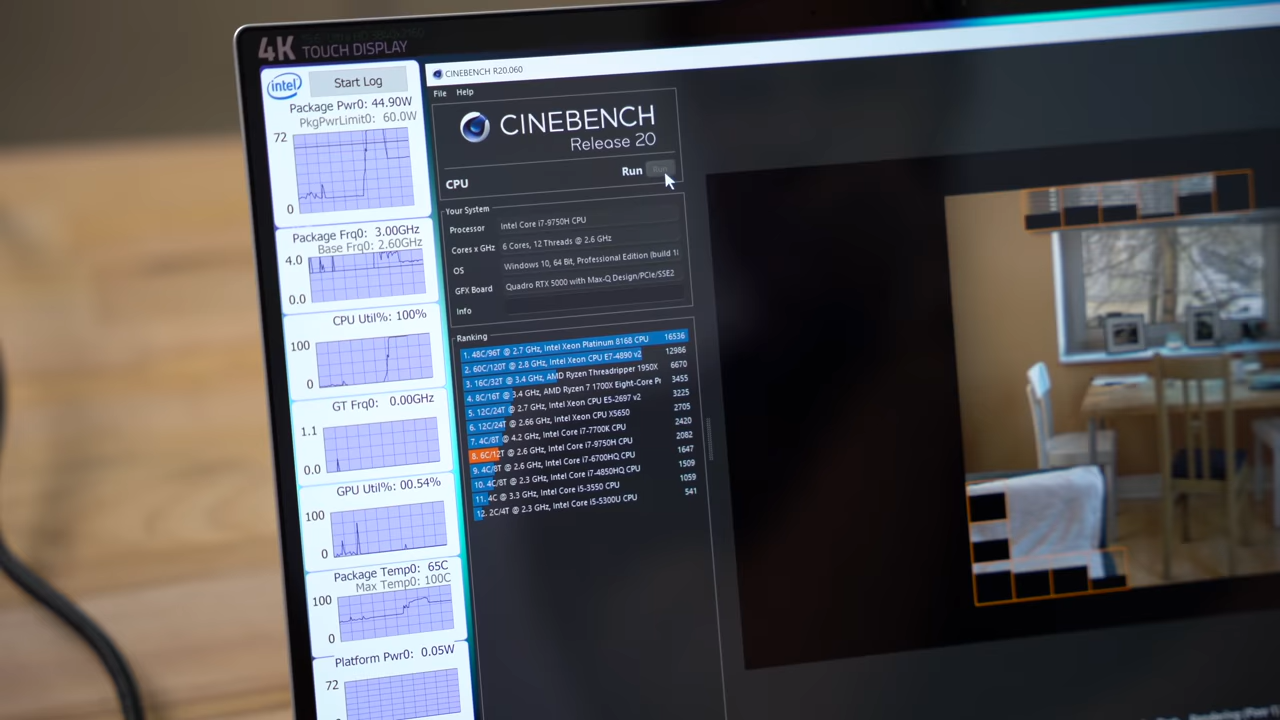 4K TOUCH DISPLAY
intel
Start Log
Package Pwr0: 44.90W
PkgPwrLimit0: 60.0W
72
0
Package Frq0: 3.00GHz
Base Frq0: 2.60GHz
4.0
0.0
CPU Util%: 100%
100
0
GT Frq0: 0.00GHz
1.1
0.0
GPU Util%: 00.54%
100
0
Package Temp0: 65C
Max Temp0: 100C
100
0
Platform Pwr0: 0.05W
72
CINEBENCH R20.060
File Help
CINEBENCH
Release 20
CPU Run Run
Your System
Processor Intel Core i7-9750H CPU
Cores x GHz 6 Cores, 12 Threads @ 2.6 GHz
OS Windows 10, 64 Bit, Professional Edition (build 18
GFX Board Quadro RTX 5000 with Max-Q Design/PCIe/SSE2
Info
Ranking
1. 48C/96T @ 2.7 GHz, Intel Xeon Platinum 8168 CPU 16536
2. 60C/120T @ 2.8 GHz, Intel Xeon CPU E7-4890 v2 12986
3. 16C/32T @ 3.4 GHz, AMD Ryzen Threadripper 1950X 6670
4. 8C/16T @ 3.4 GHz, AMD Ryzen 7 1700X Eight-Core Pr 3455
5. 12C/24T @ 2.7 GHz, Intel Xeon CPU E5-2697 v2 3225
6. 12C/24T @ 2.66 GHz, Intel Xeon CPU X5650 2705
7. 4C/8T @ 4.2 GHz, Intel Core i7-7700K CPU 2420
8. 6C/12T @ 2.6 GHz, Intel Core i7-9750H CPU 2082
9. 4C/8T @ 2.6 GHz, Intel Core i7-6700HQ CPU 1647
10. 4C/8T @ 2.3 GHz, Intel Core i7-4850HQ CPU 1509
11. 4C @ 3.3 GHz, Intel Core i5-3550 CPU 1059
12. 2C/4T @ 2.3 GHz, Intel Core i5-5300U CPU 541